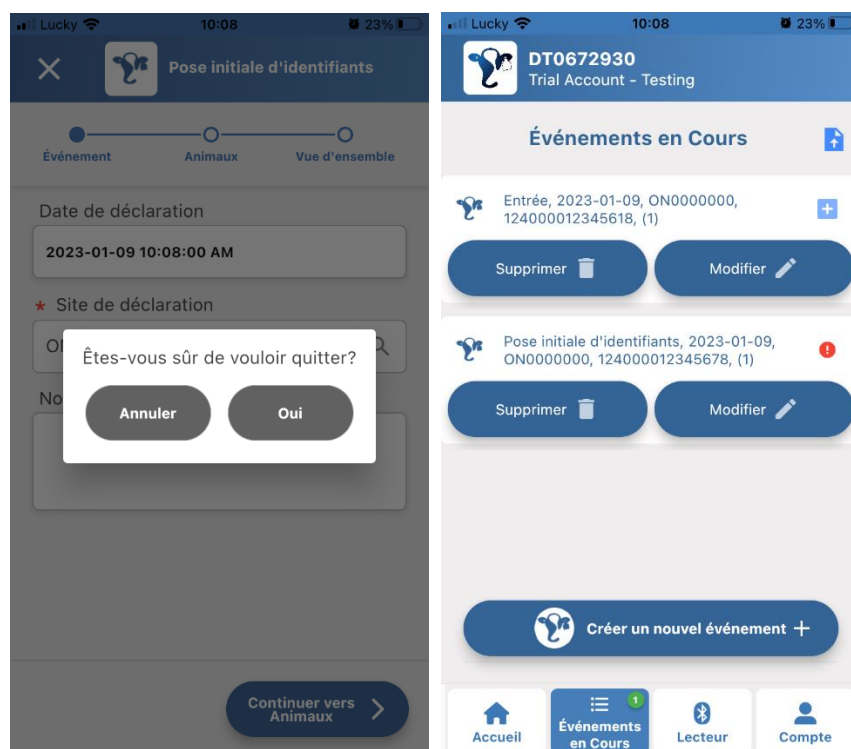 Lucky
10:08
23%
Pose initiale d'identifiants
Événement
Animaux
Vue d'ensemble
Date de déclaration
2023-01-09 10:08:00 AM
* Site de déclaration
Êtes-vous sûr de vouloir quitter?
Annuler
Oui
Continuer vers
Animaux
Lucky
10:08
23%
DT0672930
Trial Account - Testing
Événements en Cours
Entrée, 2023-01-09, ON0000000,
124000012345618, (1)
Supprimer
Modifier
Pose initiale d'identifiants, 2023-01-
09,
ON0000000, 124000012345678, (1)
Supprimer
Modifier
Créer un nouvel événement +
Accueil
1
Événements
en Cours
Lecteur
Compte